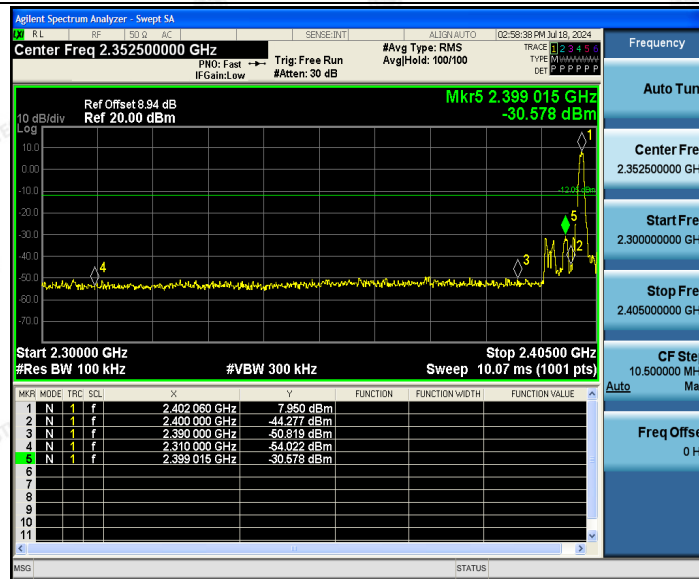 Agilent Spectrum Analyzer - Swept SA
LXI RL RF 50 Ω AC SENSE:INT ALIGN AUTO 02:58:38 PM Jul 18, 2024
Center Freq 2.352500000 GHz #Avg Type: RMS TRACE 1 2 3 4 5 6
PNO: Fast Trig: Free Run Avg|Hold: 100/100 TYPE M W W W W W
IFGain:Low #Atten: 30 dB DET P P P P P P
Ref Offset 8.94 dB Mkr5 2.399 015 GHz
10 dB/div Ref 20.00 dBm -30.578 dBm
Log
10.0
0.00
-10.0
-20.0
-30.0
-40.0
-50.0
-60.0
-70.0
1
-12.05 dBm
5
2
3
4
Start 2.30000 GHz Stop 2.40500 GHz
#Res BW 100 kHz #VBW 300 kHz Sweep 10.07 ms (1001 pts)
MKR MODE TRC SCL X Y FUNCTION FUNCTION WIDTH FUNCTION VALUE
1 N 1 f 2.402 060 GHz 7.950 dBm
2 N 1 f 2.400 000 GHz -44.277 dBm
3 N 1 f 2.390 000 GHz -50.819 dBm
4 N 1 f 2.310 000 GHz -54.022 dBm
5 N 1 f 2.399 015 GHz -30.578 dBm
6
7
8
9
10
11
MSG STATUS
Frequency
Auto Tun
Center Fre
2.352500000 GH
Start Fre
2.300000000 GH
Stop Fre
2.405000000 GH
CF Ste
10.500000 MH
Auto Ma
Freq Offse
0 H